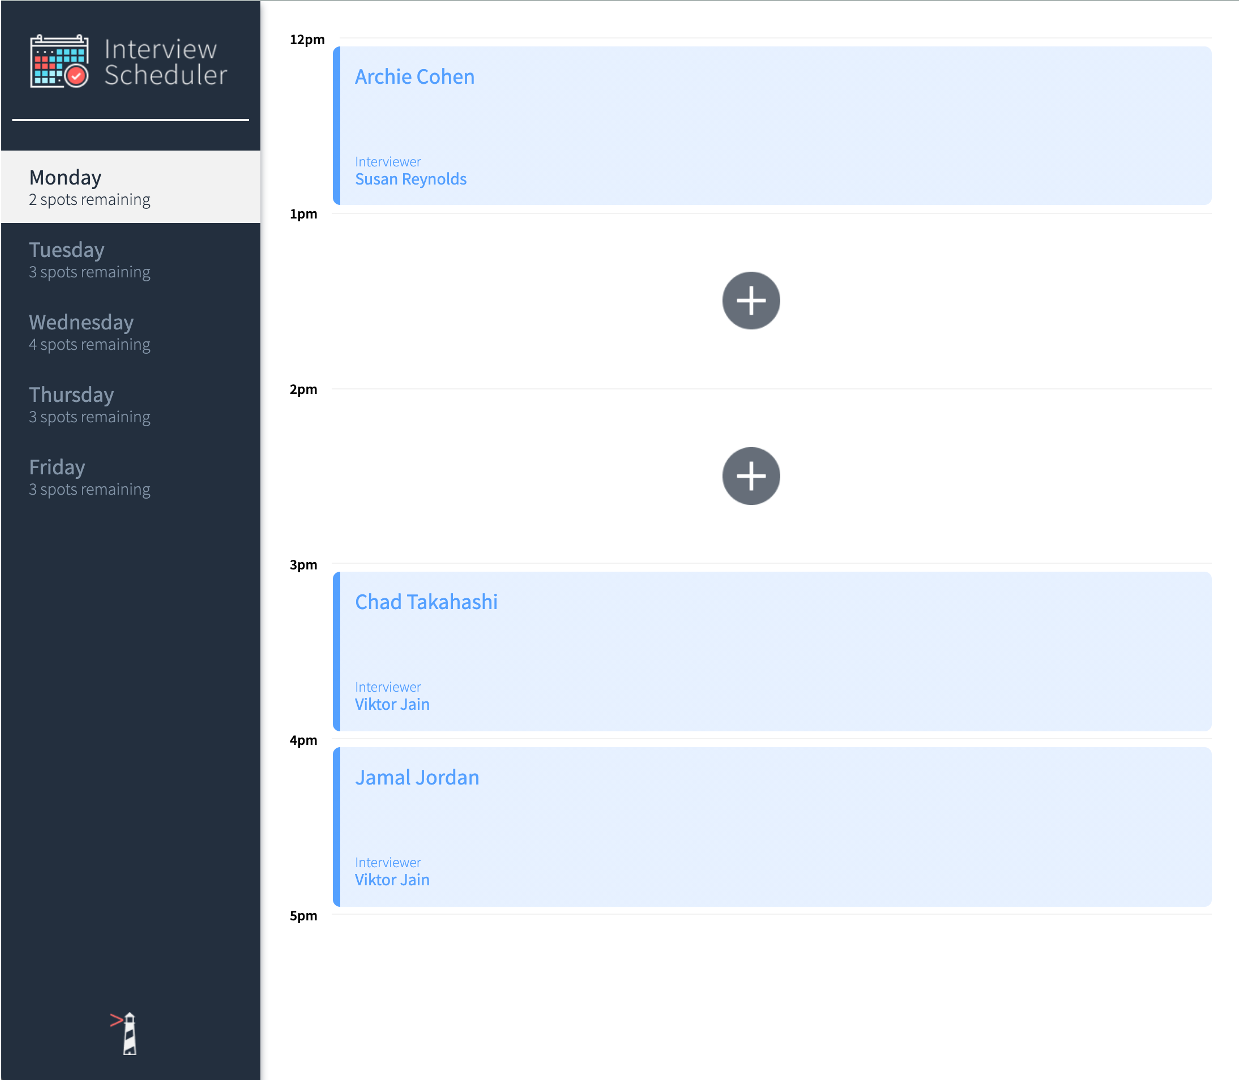 Interview
Scheduler
Monday
2 spots remaining
Tuesday
3 spots remaining
Wednesday
4 spots remaining
Thursday
3 spots remaining
Friday
3 spots remaining
12pm
Archie Cohen
Interviewer
Susan Reynolds
1pm
2pm
3pm
Chad Takahashi
Interviewer
Viktor Jain
4pm
Jamal Jordan
Interviewer
Viktor Jain
5pm